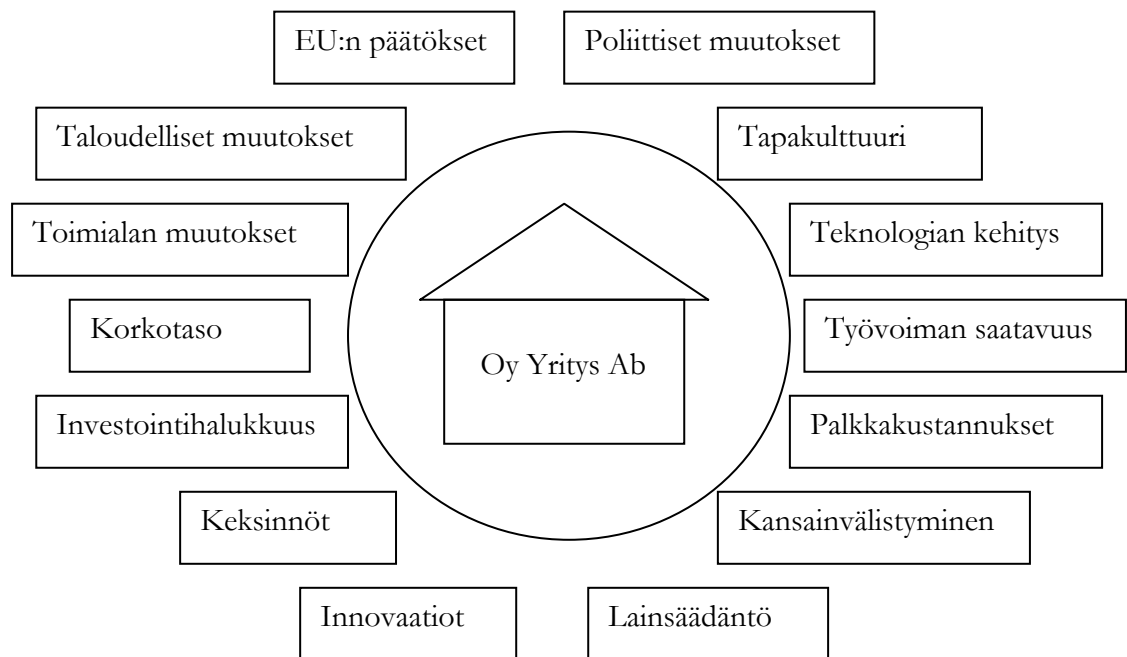 EU:n päätökset
Poliittiset muutokset
Taloudelliset muutokset
Tapakulttuuri
Toimialan muutokset
Teknologian kehitys
Korkotaso
Oy Yritys Ab
Työvoiman saatavuus
Investointihalukkuus
Palkkakustannukset
Keksinnöt
Kansainvälistyminen
Innovaatiot
Lainsäädäntö